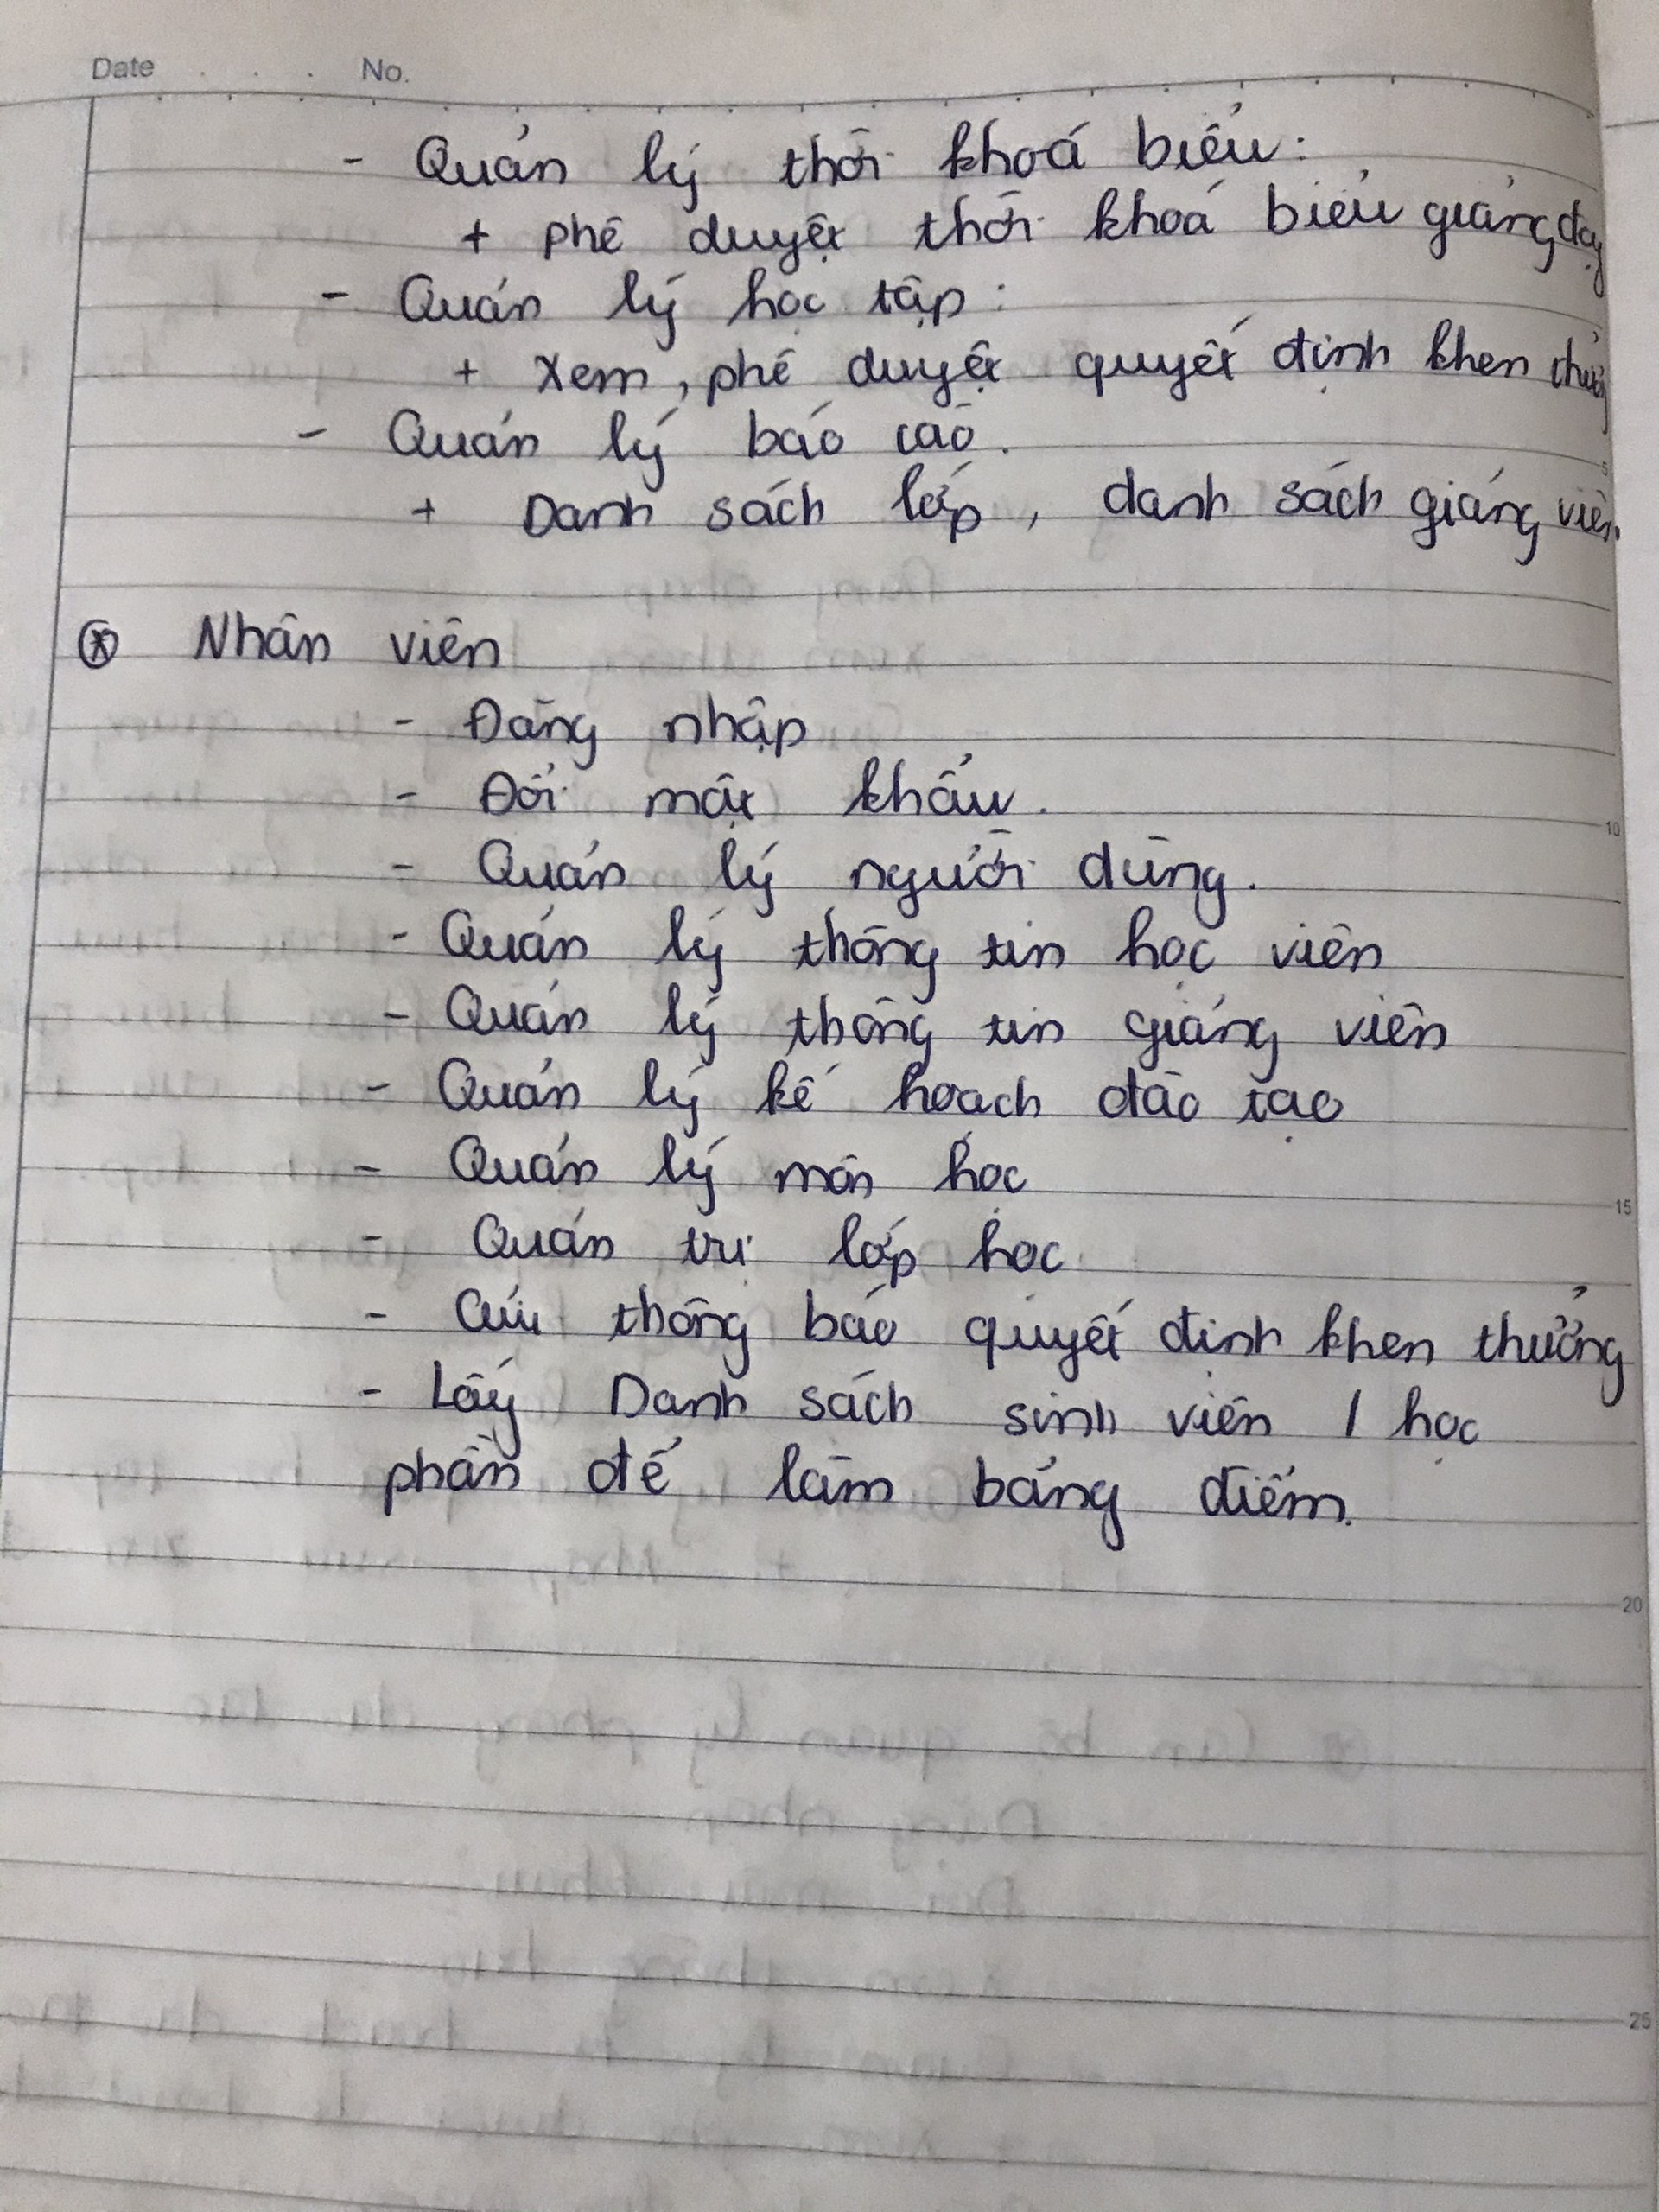 Date No.
- Quản lý thời khoá biểu:
+ phê duyệt thời khoá biểu giảng dạy
- Quản lý học tập:
+ Xem, phê duyệt quyết định khen thưởng
- Quản lý báo cáo.
+ Danh sách lớp, danh sách giảng viên.
5
⊛ Nhân viên
- Đăng nhập
- Đổi mật khẩu.
10
- Quản lý người dùng.
- Quản lý thông tin học viên
- Quản lý thông tin giảng viên
- Quản lý kế hoạch đào tạo
- Quản lý môn học
15
- Quản trị lớp học
- Gửi thông báo quyết định khen thưởng
- Lấy Danh sách sinh viên 1 học
phần để làm bảng điểm.
20
25